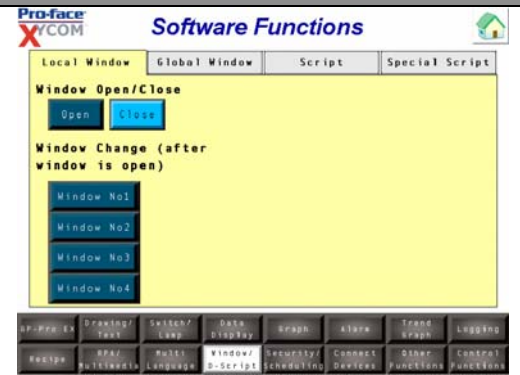 Pro-face
XYCOM
Software Functions
Local Window Global Window Script Special Script
Window Open/Close
Open Close
Window Change (after
window is open)
Window No1
Window No2
Window No3
Window No4
GP-Pro EX Drawing/ Text Switch/ Lamp Data Display Graph Alarm Trend Graph Logging
Recipe RPA/ Multimedia Multi Language Window/ D-Script Security/ Scheduling Connect Devices Other Functions Control Functions